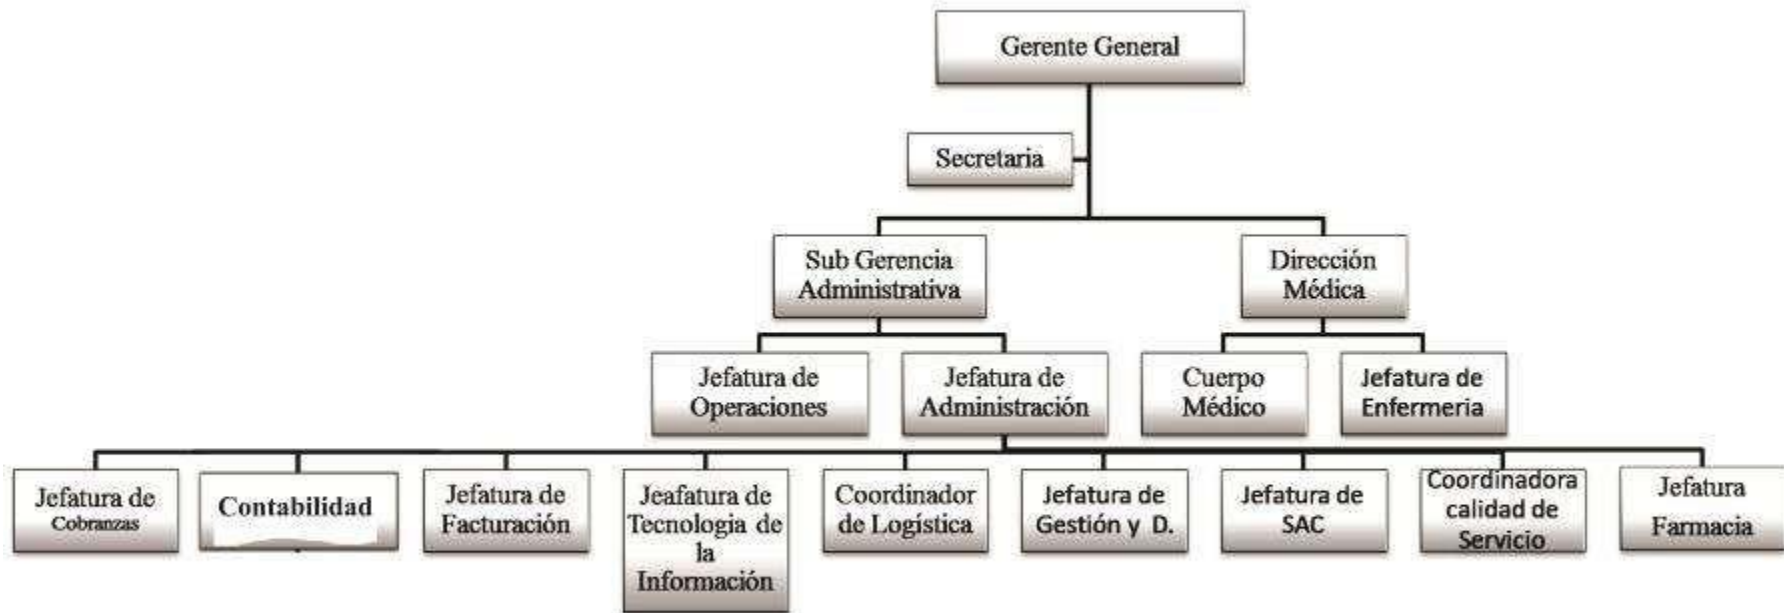 Gerente General
Secretaria
Sub Gerencia
Administrativa
Dirección
Médica
Jefatura de
Operaciones
Jefatura de
Administración
Cuerpo
Médico
Jefatura de
Enfermeria
Jefatura de
Cobranzas
Contabilidad
Jefatura de
Facturación
Jeafatura de
Tecnologia de
la
Información
Coordinador
de Logística
Jefatura de
Gestión y D.
Jefatura de
SAC
Coordinadora
calidad de
Servicio
Jefatura
Farmacia